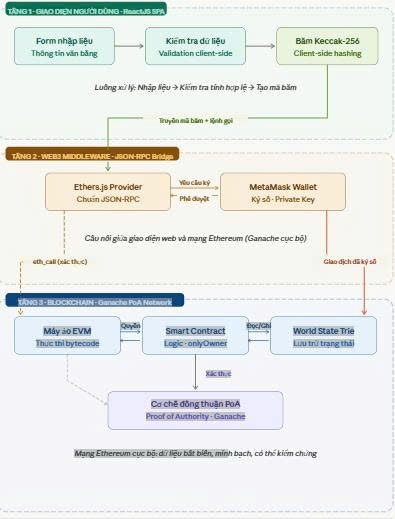 TẦNG 1 · GIAO DIỆN NGƯỜI DÙNG · ReactJS SPA
Form nhập liệu
Thông tin văn bằng
Kiểm tra dữ liệu
Validation client-side
Băm Keccak-256
Client-side hashing
Luồng xử lý: Nhập liệu → Kiểm tra hợp lệ → Tạo mã băm
Truyền mã băm + lệnh gọi
TẦNG 2 · WEB3 MIDDLEWARE · JSON-RPC Bridge
Ethers.js Provider
Chuẩn JSON-RPC
Yêu cầu ký
Phê duyệt
MetaMask Wallet
Ký số · Private Key
Cầu nối giữa giao diện web và mạng Ethereum (Ganache cục bộ)
eth_call (xác thực)
Giao dịch đã ký số
TẦNG 3 · BLOCKCHAIN · Ganache PoA Network
Máy ảo EVM
Thực thi bytecode
Quyền
Smart Contract
Logic · onlyOwner
Đọc/Ghi
World State Trie
Lưu trữ trạng thái
Xác thực
Cơ chế đồng thuận PoA
Proof of Authority · Ganache
Mạng Ethereum cục bộ: dữ liệu bất biến, minh bạch, có thể kiểm chứng